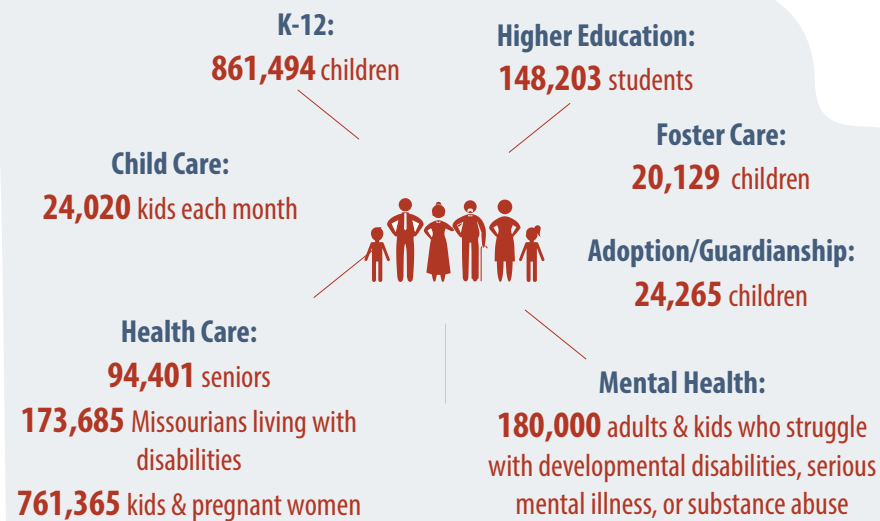 K-12:
861,494 children
Higher Education:
148,203 students
Foster Care:
20,129 children
Child Care:
24,020 kids each month
Adoption/Guardianship:
24,265 children
Health Care:
94,401 seniors
173,685 Missourians living with
disabilities
761,365 kids & pregnant women
Mental Health:
180,000 adults & kids who struggle
with developmental disabilities, serious
mental illness, or substance abuse